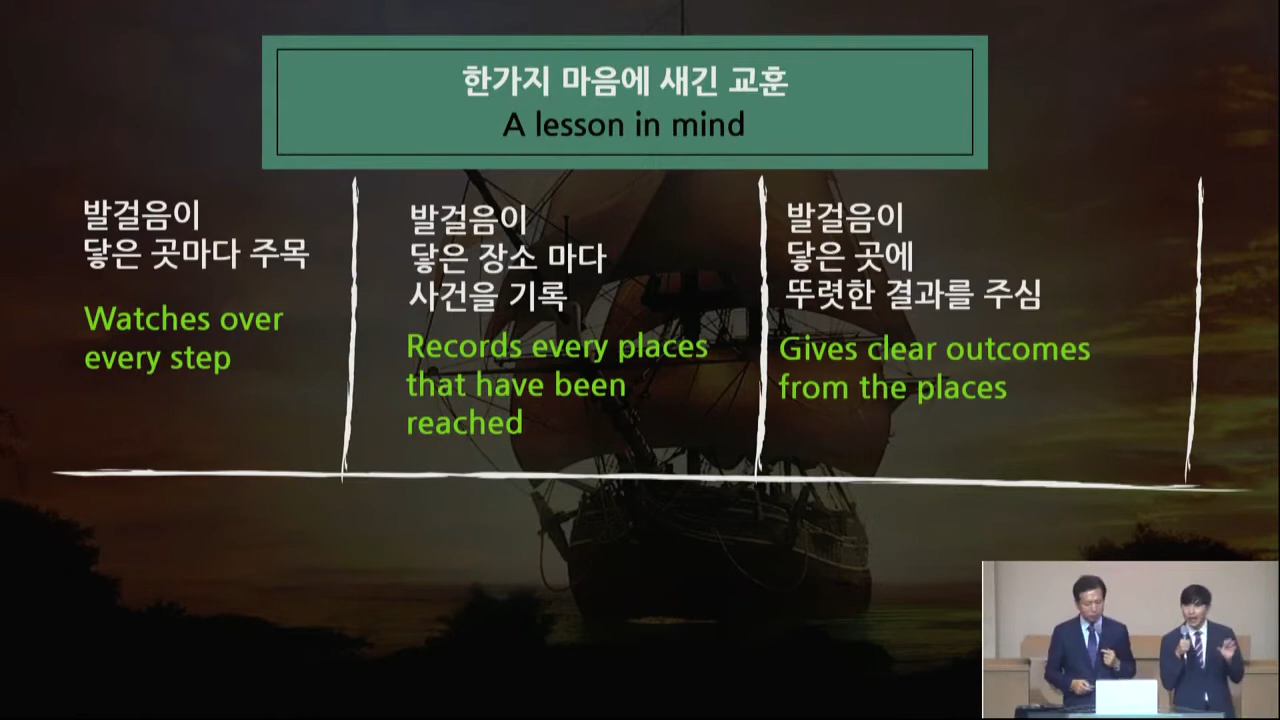 한가지 마음에 새긴 교훈
A lesson in mind
발걸음이
닿은 곳마다 주목
Watches over
every step
발걸음이
닿은 장소 마다
사건을 기록
Records every places
that have been
reached
발걸음이
닿은 곳에
뚜렷한 결과를 주심
Gives clear outcomes
from the places